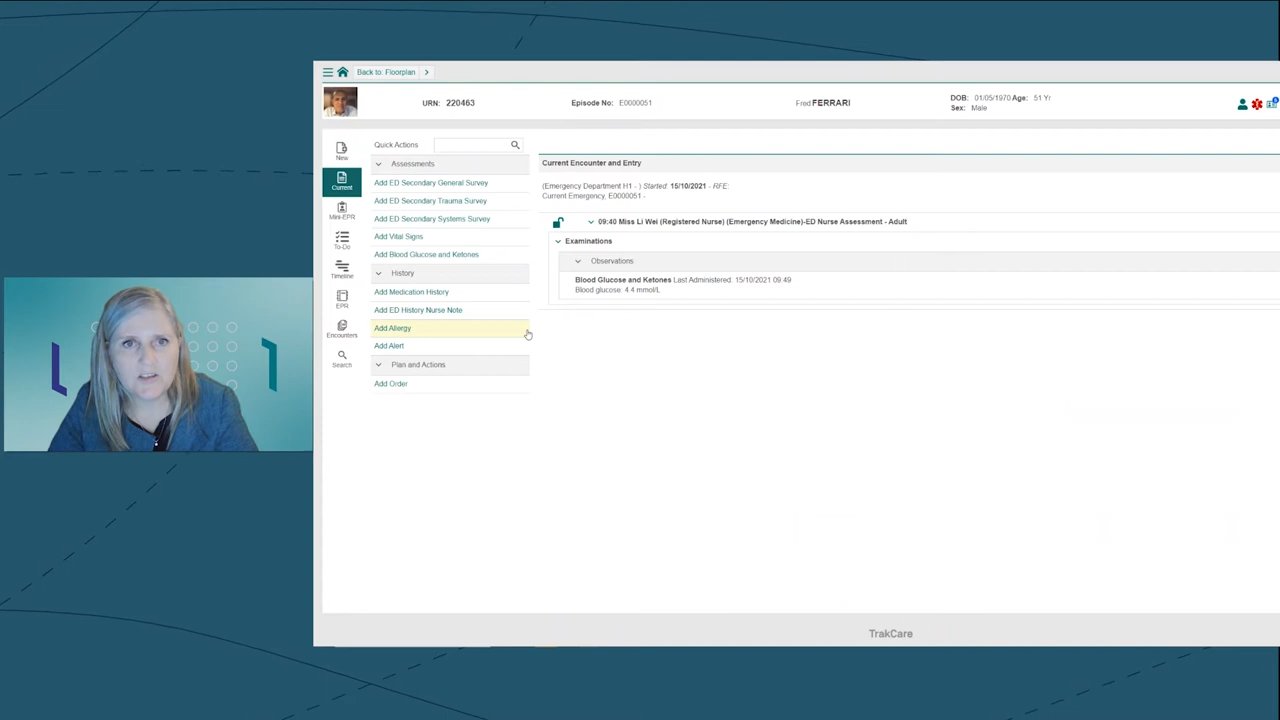 Back to: Floorplan
URN: 220463
Episode No: E0000051
Fred FERRARI
DOB: 01/05/1970 Age: 51 Yr
Sex: Male
New
Current
Mini-EPR
To-Do
Timeline
EPR
Encounters
Search
Quick Actions
Assessments
Add ED Secondary General Survey
Add ED Secondary Trauma Survey
Add ED Secondary Systems Survey
Add Vital Signs
Add Blood Glucose and Ketones
History
Add Medication History
Add ED History Nurse Note
Add Allergy
Add Alert
Plan and Actions
Add Order
Current Encounter and Entry
(Emergency Department H1 - ) Started: 15/10/2021 - RFE:
Current Emergency, E0000051 -
09:40 Miss Li Wei (Registered Nurse) (Emergency Medicine)-ED Nurse Assessment - Adult
Examinations
Observations
Blood Glucose and Ketones Last Administered: 15/10/2021 09:49
Blood glucose: 4.4 mmol/L
TrakCare